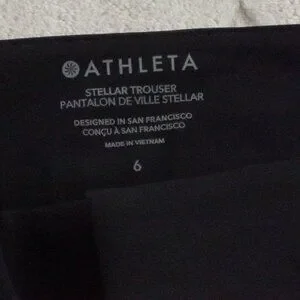 ATHLETA
STELLAR TROUSER
PANTALON DE VILLE STELLAR
DESIGNED IN SAN FRANCISCO
CONÇU À SAN FRANCISCO
MADE IN VIETNAM
6